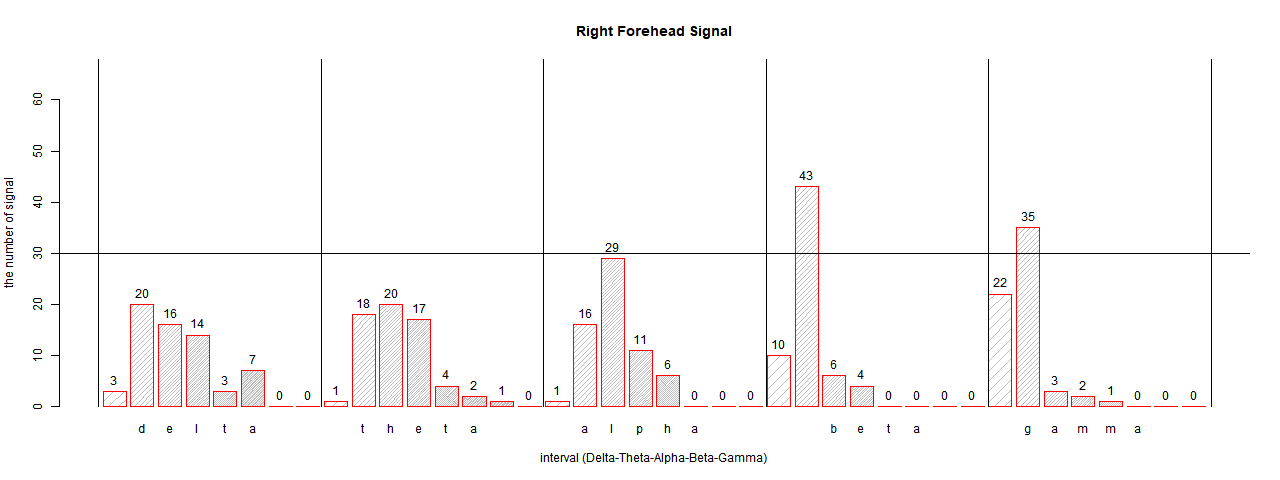 Right Forehead Signal
the number of signal
60
50
40
30
20
10
0
3 20 16 14 3 7 0 0
1 18 20 17 4 2 1 0
1 16 29 11 6 0 0 0
10 43 6 4 0 0 0 0
22 35 3 2 1 0 0 0
d e l t a t h e t a a l p h a b e t a g a m m a
interval (Delta-Theta-Alpha-Beta-Gamma)